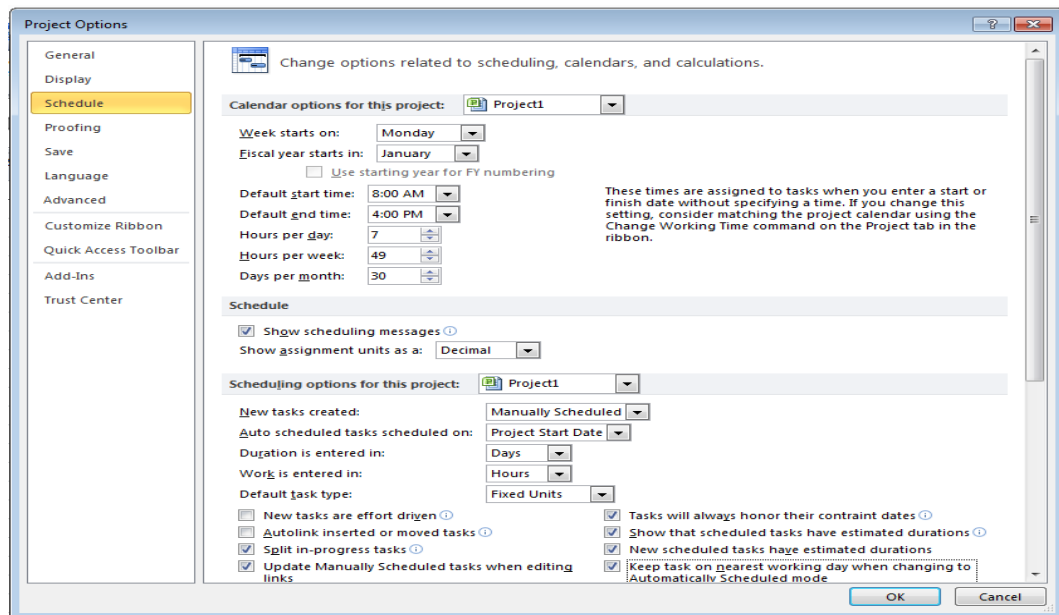 Project Options
General
Display
Schedule
Proofing
Save
Language
Advanced
Customize Ribbon
Quick Access Toolbar
Add-Ins
Trust Center
Change options related to scheduling, calendars, and calculations.
Calendar options for this project: Project1
Week starts on: Monday
Fiscal year starts in: January
Use starting year for FY numbering
Default start time: 8:00 AM
Default end time: 4:00 PM
Hours per day: 7
Hours per week: 49
Days per month: 30
These times are assigned to tasks when you enter a start or
finish date without specifying a time. If you change this
setting, consider matching the project calendar using the
Change Working Time command on the Project tab in the
ribbon.
Schedule
Show scheduling messages
Show assignment units as a: Decimal
Scheduling options for this project: Project1
New tasks created: Manually Scheduled
Auto scheduled tasks scheduled on: Project Start Date
Duration is entered in: Days
Work is entered in: Hours
Default task type: Fixed Units
New tasks are effort driven
Autolink inserted or moved tasks
Split in-progress tasks
Update Manually Scheduled tasks when editing
links
Tasks will always honor their contraint dates
Show that scheduled tasks have estimated durations
New scheduled tasks have estimated durations
Keep task on nearest working day when changing to
Automatically Scheduled mode
OK
Cancel